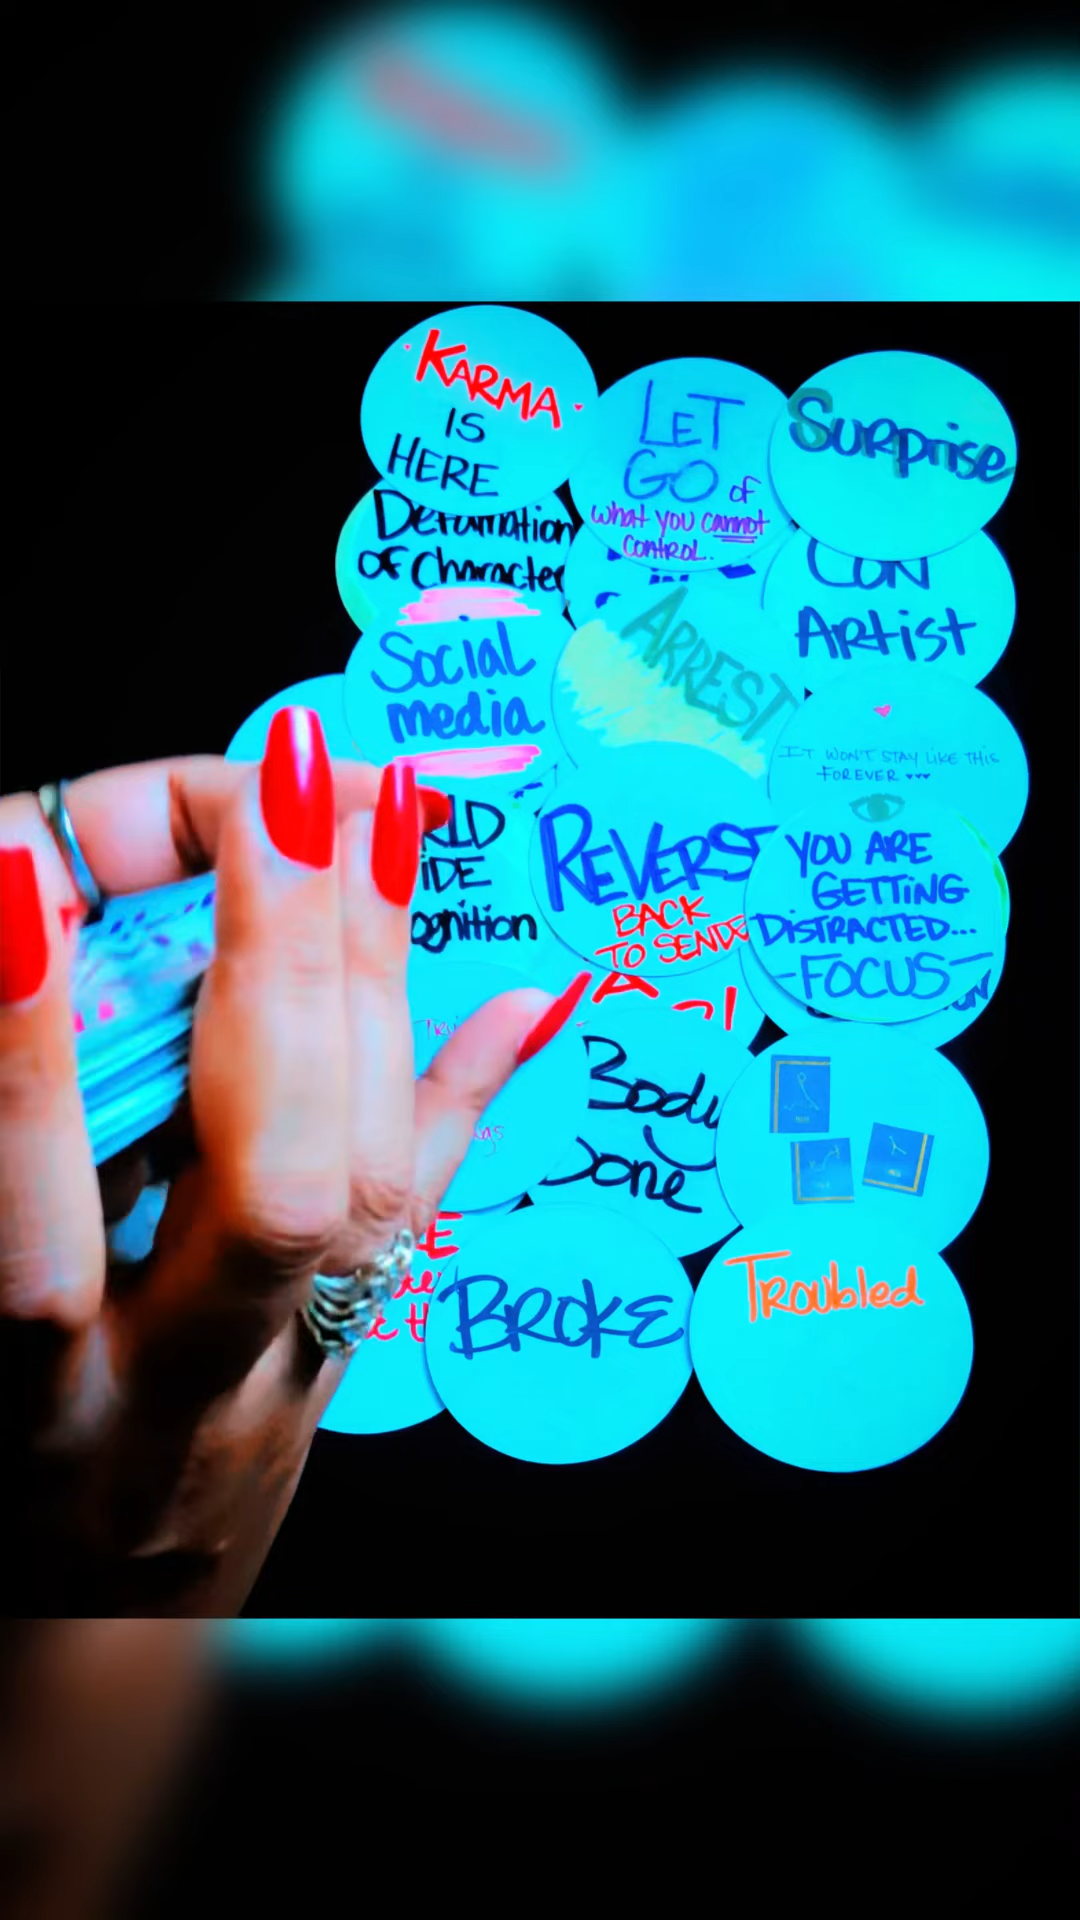 KARMA
IS
HERE
LET
GO of
what you cannot
CONTROL.
Surprise
Defamation
of Character
CON
Artist
Social
media
ARREST
IT WON'T STAY LIKE THIS
FOREVER
REVERSE
BACK
TO SENDER
YOU ARE
GETTING
DISTRACTED...
-FOCUS-
Body
Done
BROKE
Troubled